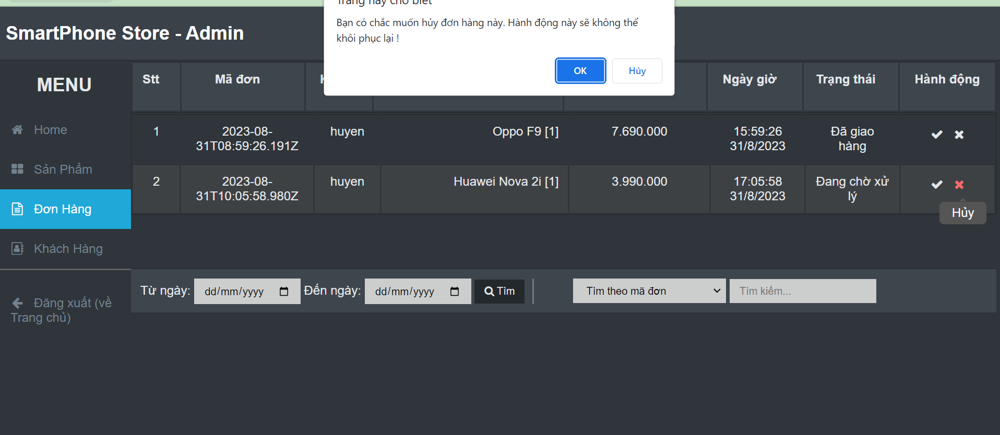 Trang này cho biết
Bạn có chắc muốn hủy đơn hàng này. Hành động này sẽ không thể
khôi phục lại !
OK
Hủy
SmartPhone Store - Admin
MENU
Home
Sản Phẩm
Đơn Hàng
Khách Hàng
Đăng xuất (về
Trang chủ)
Stt
Mã đơn
Ngày giờ
Trạng thái
Hành động
1
2023-08-
31T08:59:26.191Z
huyen
Oppo F9 [1]
7.690.000
15:59:26
31/8/2023
Đã giao
hàng
2
2023-08-
31T10:05:58.980Z
huyen
Huawei Nova 2i [1]
3.990.000
17:05:58
31/8/2023
Đang chờ xử
lý
Hủy
Từ ngày:
dd/mm/yyyy
Đến ngày:
dd/mm/yyyy
Tìm
Tìm theo mã đơn
Tìm kiếm...